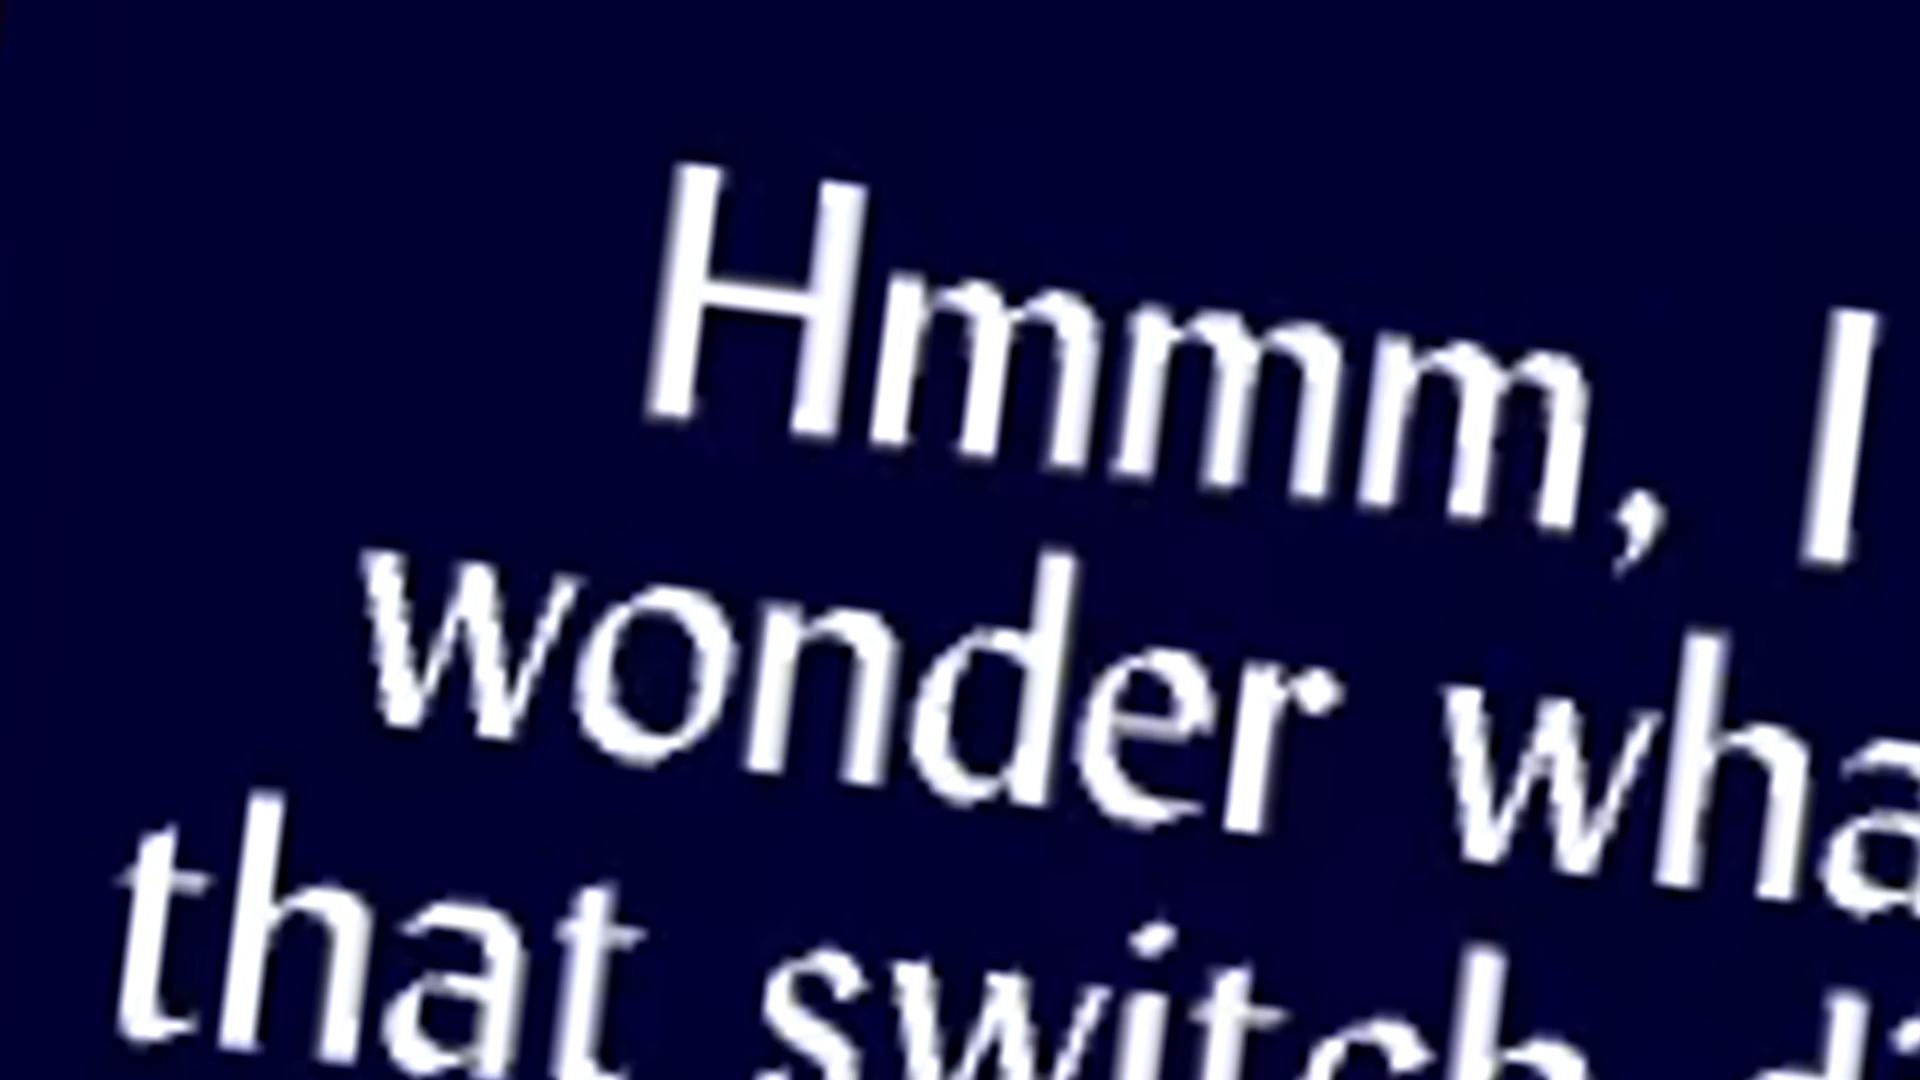 Hmmm, I
wonder wha
that switch